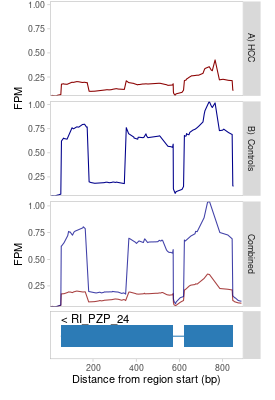 1.00
0.75
0.50
0.25
A) HCC
FPM
1.00
0.75
0.50
0.25
B) Controls
1.00
0.75
0.50
0.25
Combined
FPM
< RI_PZP_24
200 400 600 800
Distance from region start (bp)